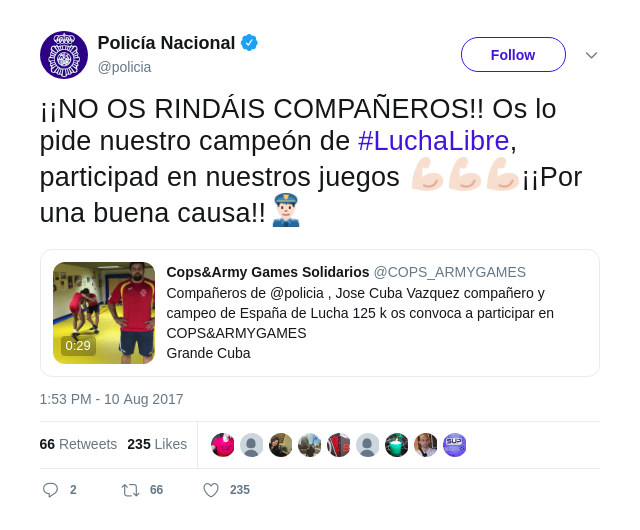 Policía Nacional
@policia
Follow
¡¡NO OS RINDÁIS COMPAÑEROS!! Os lo
pide nuestro campeón de #LuchaLibre,
participad en nuestros juegos 💪🏻💪🏻💪🏻¡¡Por
una buena causa!!👮🏻
Cops&Army Games Solidarios @COPS_ARMYGAMES
Compañeros de @policia , Jose Cuba Vazquez compañero y
campeo de España de Lucha 125 k os convoca a participar en
COPS&ARMYGAMES
Grande Cuba
0:29
1:53 PM - 10 Aug 2017
66 Retweets 235 Likes
SUP
2 66 235